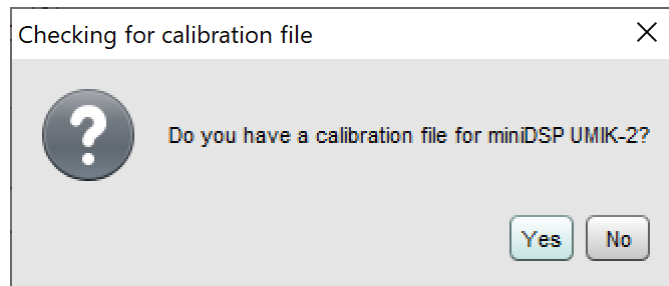 Checking for calibration file
Do you have a calibration file for miniDSP UMIK-2?
Yes No